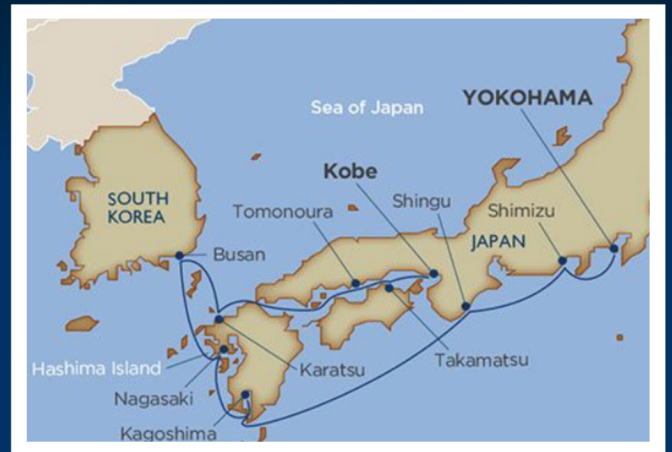 Sea of Japan
YOKOHAMA
Kobe
SOUTH
KOREA
Tomonoura
Shingu
Shimizu
JAPAN
Busan
Hashima Island
Karatsu
Takamatsu
Nagasaki
Kagoshima